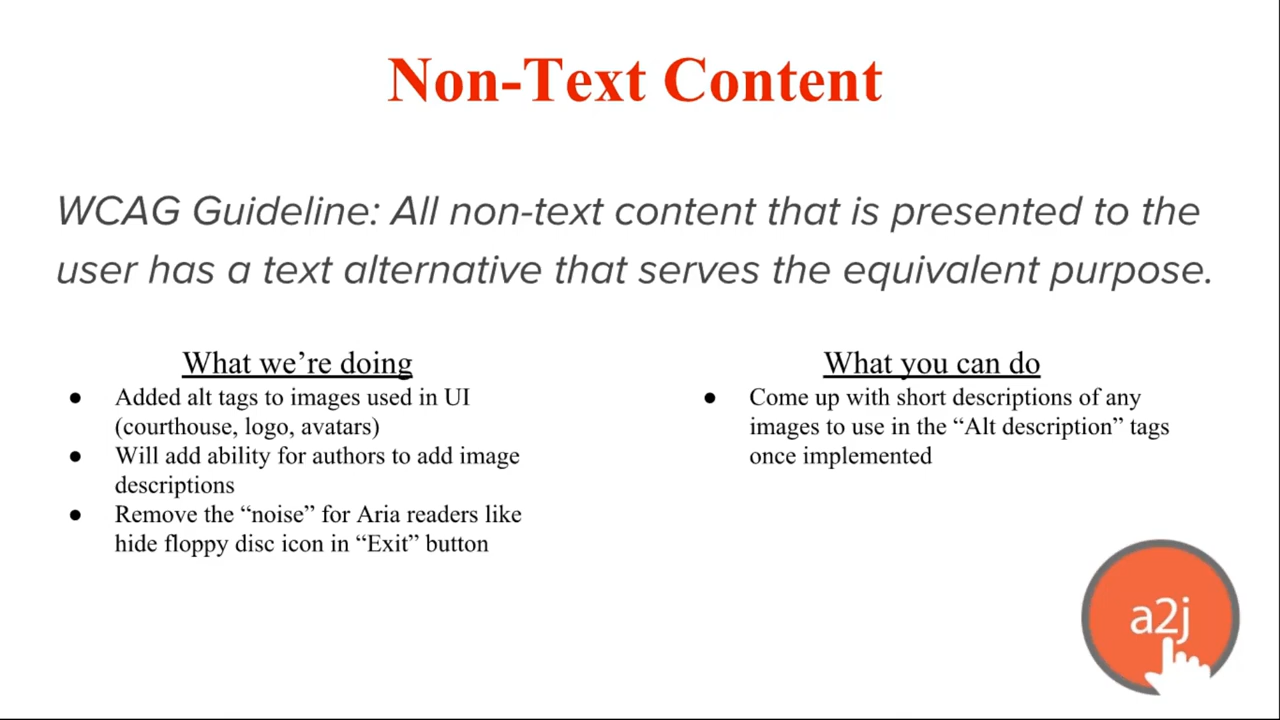 Non-Text Content
WCAG Guideline: All non-text content that is presented to the
user has a text alternative that serves the equivalent purpose.
What we’re doing
● Added alt tags to images used in UI
(courthouse, logo, avatars)
● Will add ability for authors to add image
descriptions
● Remove the “noise” for Aria readers like
hide floppy disc icon in “Exit” button
What you can do
● Come up with short descriptions of any
images to use in the “Alt description” tags
once implemented
a2j